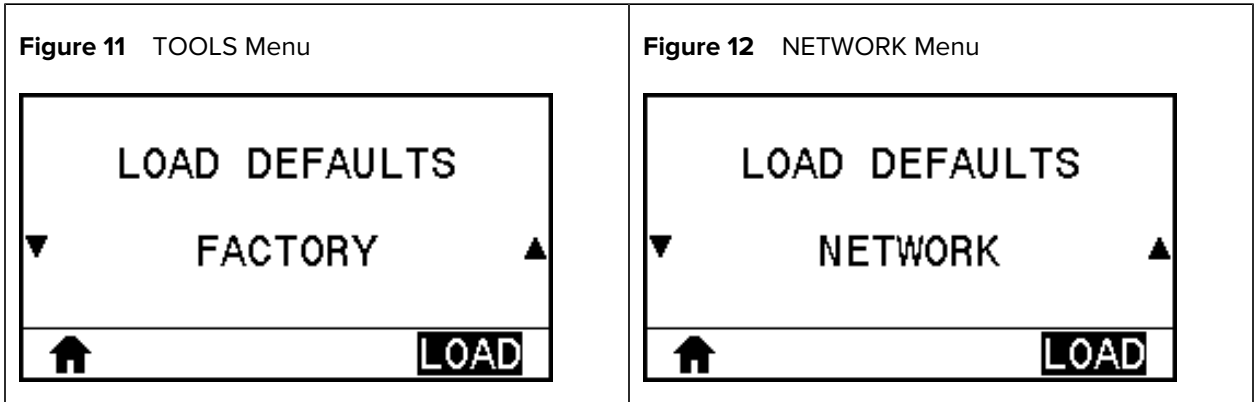 Figure 11 TOOLS Menu
LOAD DEFAULTS
FACTORY
LOAD
Figure 12 NETWORK Menu
LOAD DEFAULTS
NETWORK
LOAD